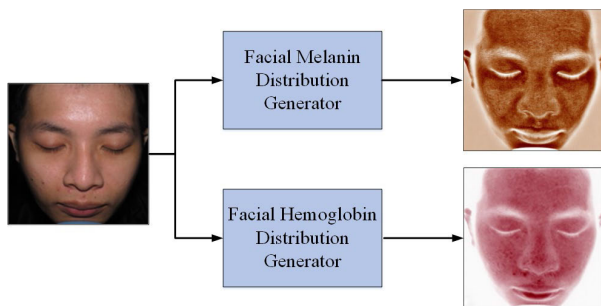 Facial Melanin
Distribution
Generator
Facial Hemoglobin
Distribution
Generator